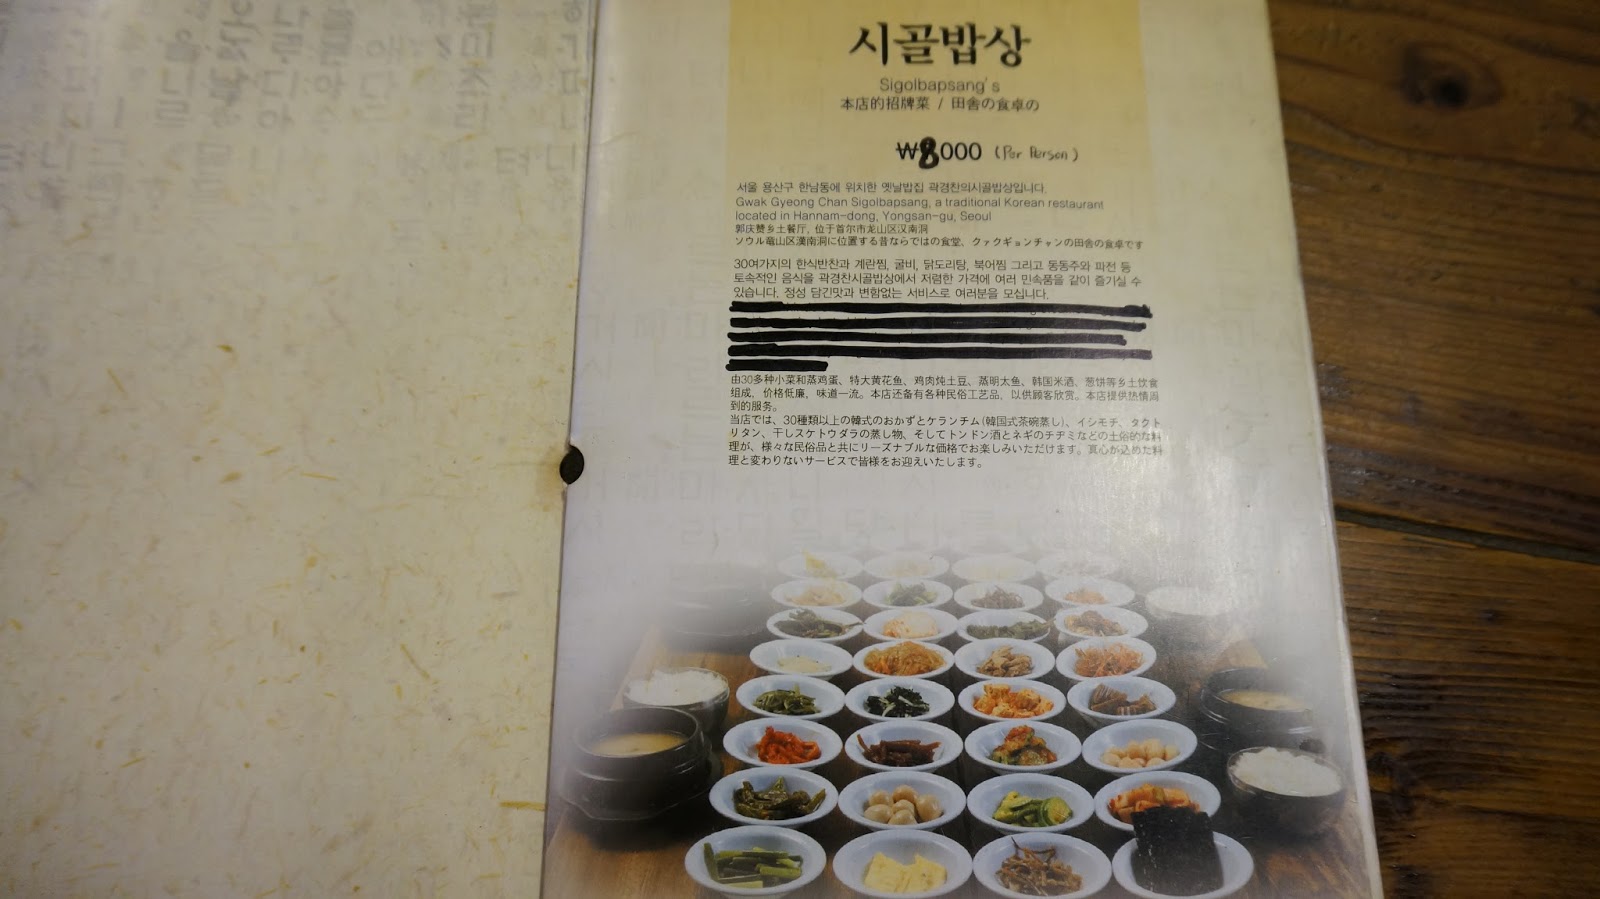 시골밥상
Sigolbapsang's
本店的招牌菜 / 田舎の食卓の
₩8000 (Per Person)
서울 용산구 한남동에 위치한 옛날밥집 곽경찬의시골밥상입니다.
Gwak Gyeong Chan Sigolbapsang, a traditional Korean restaurant
located in Hannam-dong, Yongsan-gu, Seoul
郭庆赞乡土餐厅, 位于首尔市龙山区汉南洞
ソウル竜山区漢南洞に位置する昔ならではの食堂、クァクギョンチャンの田舎の食卓です
30여가지의 한식반찬과 계란찜, 굴비, 닭도리탕, 북어찜 그리고 동동주와 파전 등
토속적인 음식을 곽경찬시골밥상에서 저렴한 가격에 여러 민속품을 같이 즐기실 수
있습니다. 정성 담긴맛과 변함없는 서비스로 여러분을 모십니다.
由30多种小菜和蒸鸡蛋、特大黄花鱼、鸡肉炖土豆、蒸明太鱼、韩国米酒、葱饼等乡土饮食
组成，价格低廉，味道一流。本店还备有各种民俗工艺品，以供顾客欣赏。本店提供热情周
到的服务。
当店では、30種類以上の韓式のおかずとケランチム(韓国式茶碗蒸し)、イシモチ、タクト
リタン、干しスケトウダラの蒸し物、そしてトンドン酒とネギのチヂミなどの土俗的な料
理が、様々な民俗品と共にリーズナブルな価格でお楽しみいただけます。真心が込めた料
理と変わりないサービスで皆様をお迎えいたします。